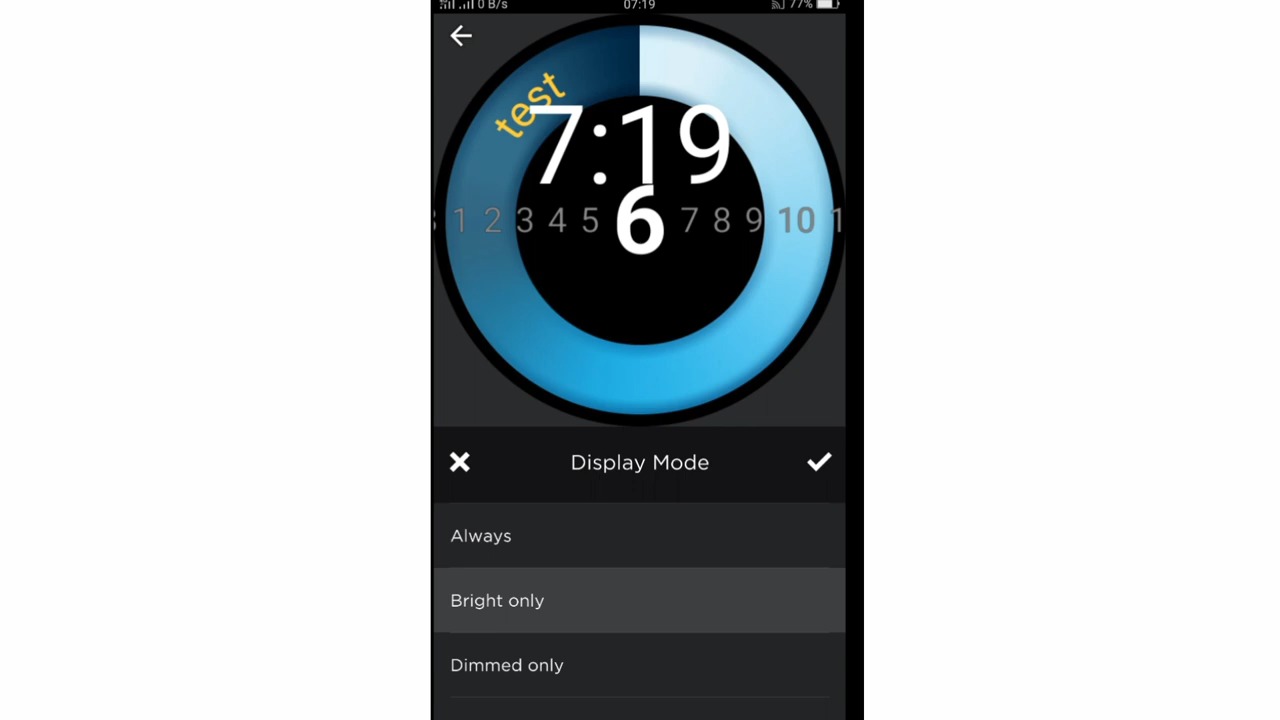 0 B/s 07:19 77%
test
7:19
1 2 3 4 5 6 7 8 9 10 1
Display Mode
Always
Bright only
Dimmed only